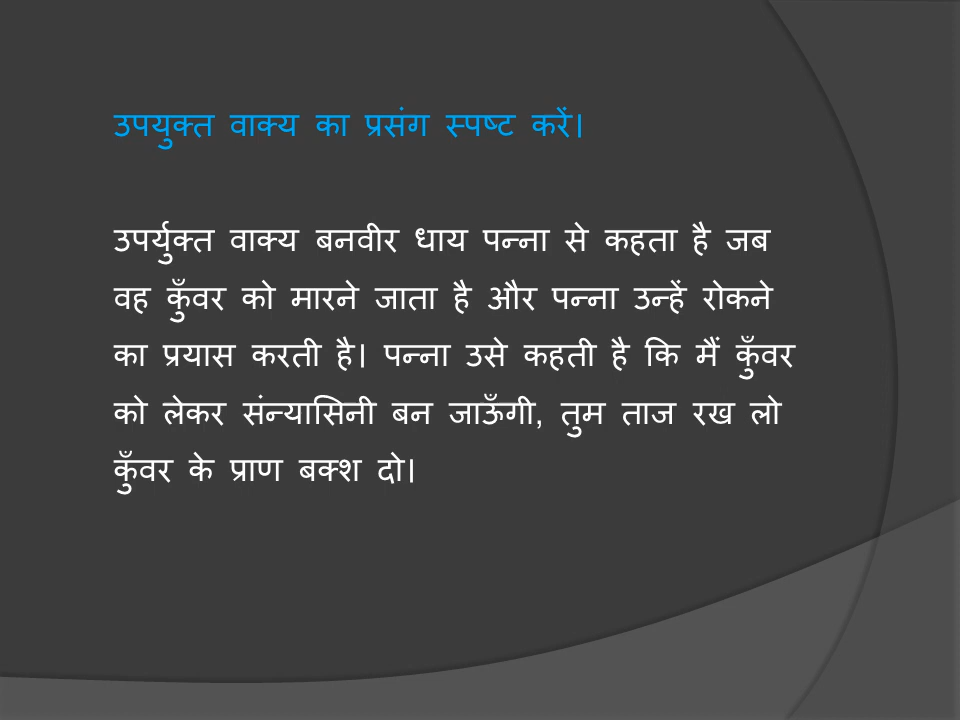 उपयुक्त वाक्य का प्रसंग स्पष्ट करें।
उपर्युक्त वाक्य बनवीर धाय पन्ना से कहता है जब
वह कुँवर को मारने जाता है और पन्ना उन्हें रोकने
का प्रयास करती है। पन्ना उसे कहती है कि मैं कुँवर
को लेकर संन्यासिनी बन जाऊँगी, तुम ताज रख लो
कुँवर के प्राण बक्श दो।